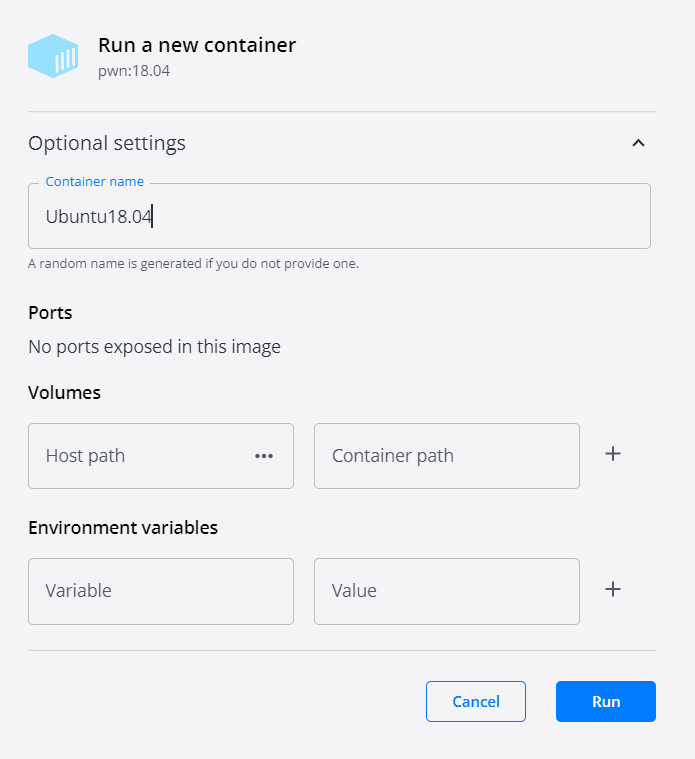 Run a new container
pwn:18.04
Optional settings
Container name
Ubuntu18.04
A random name is generated if you do not provide one.
Ports
No ports exposed in this image
Volumes
Host path ••• Container path +
Environment variables
Variable Value +
Cancel Run